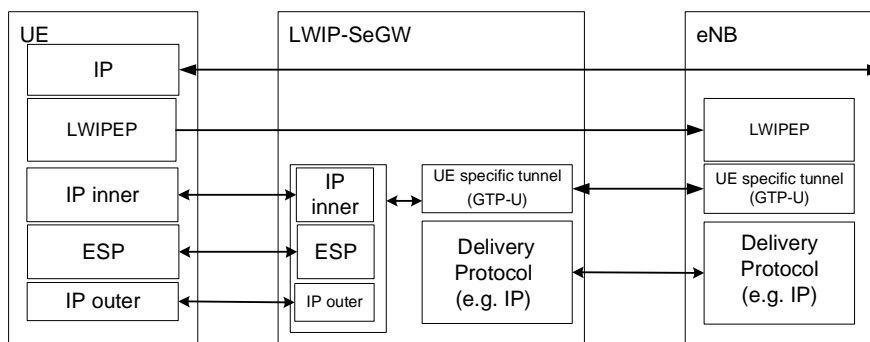 UE
LWIP-SeGW
eNB
IP
LWIPEP
LWIPEP
IP inner
IP
inner
UE specific tunnel
(GTP-U)
UE specific tunnel
(GTP-U)
ESP
ESP
Delivery
Protocol
(e.g. IP)
Delivery
Protocol
(e.g. IP)
IP outer
IP outer